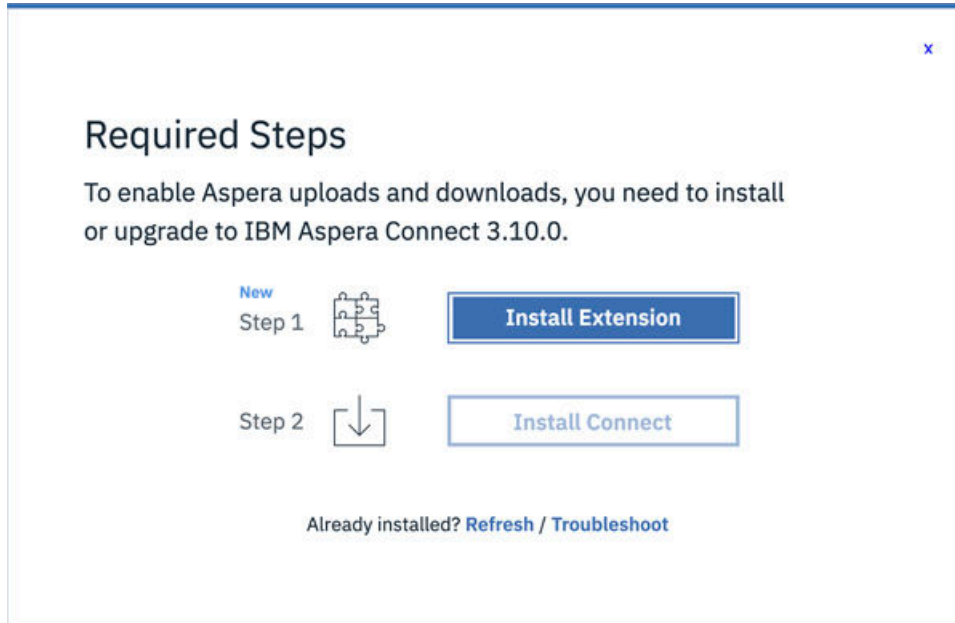 x
Required Steps
To enable Aspera uploads and downloads, you need to install
or upgrade to IBM Aspera Connect 3.10.0.
New
Step 1
Install Extension
Step 2
Install Connect
Already installed? Refresh / Troubleshoot